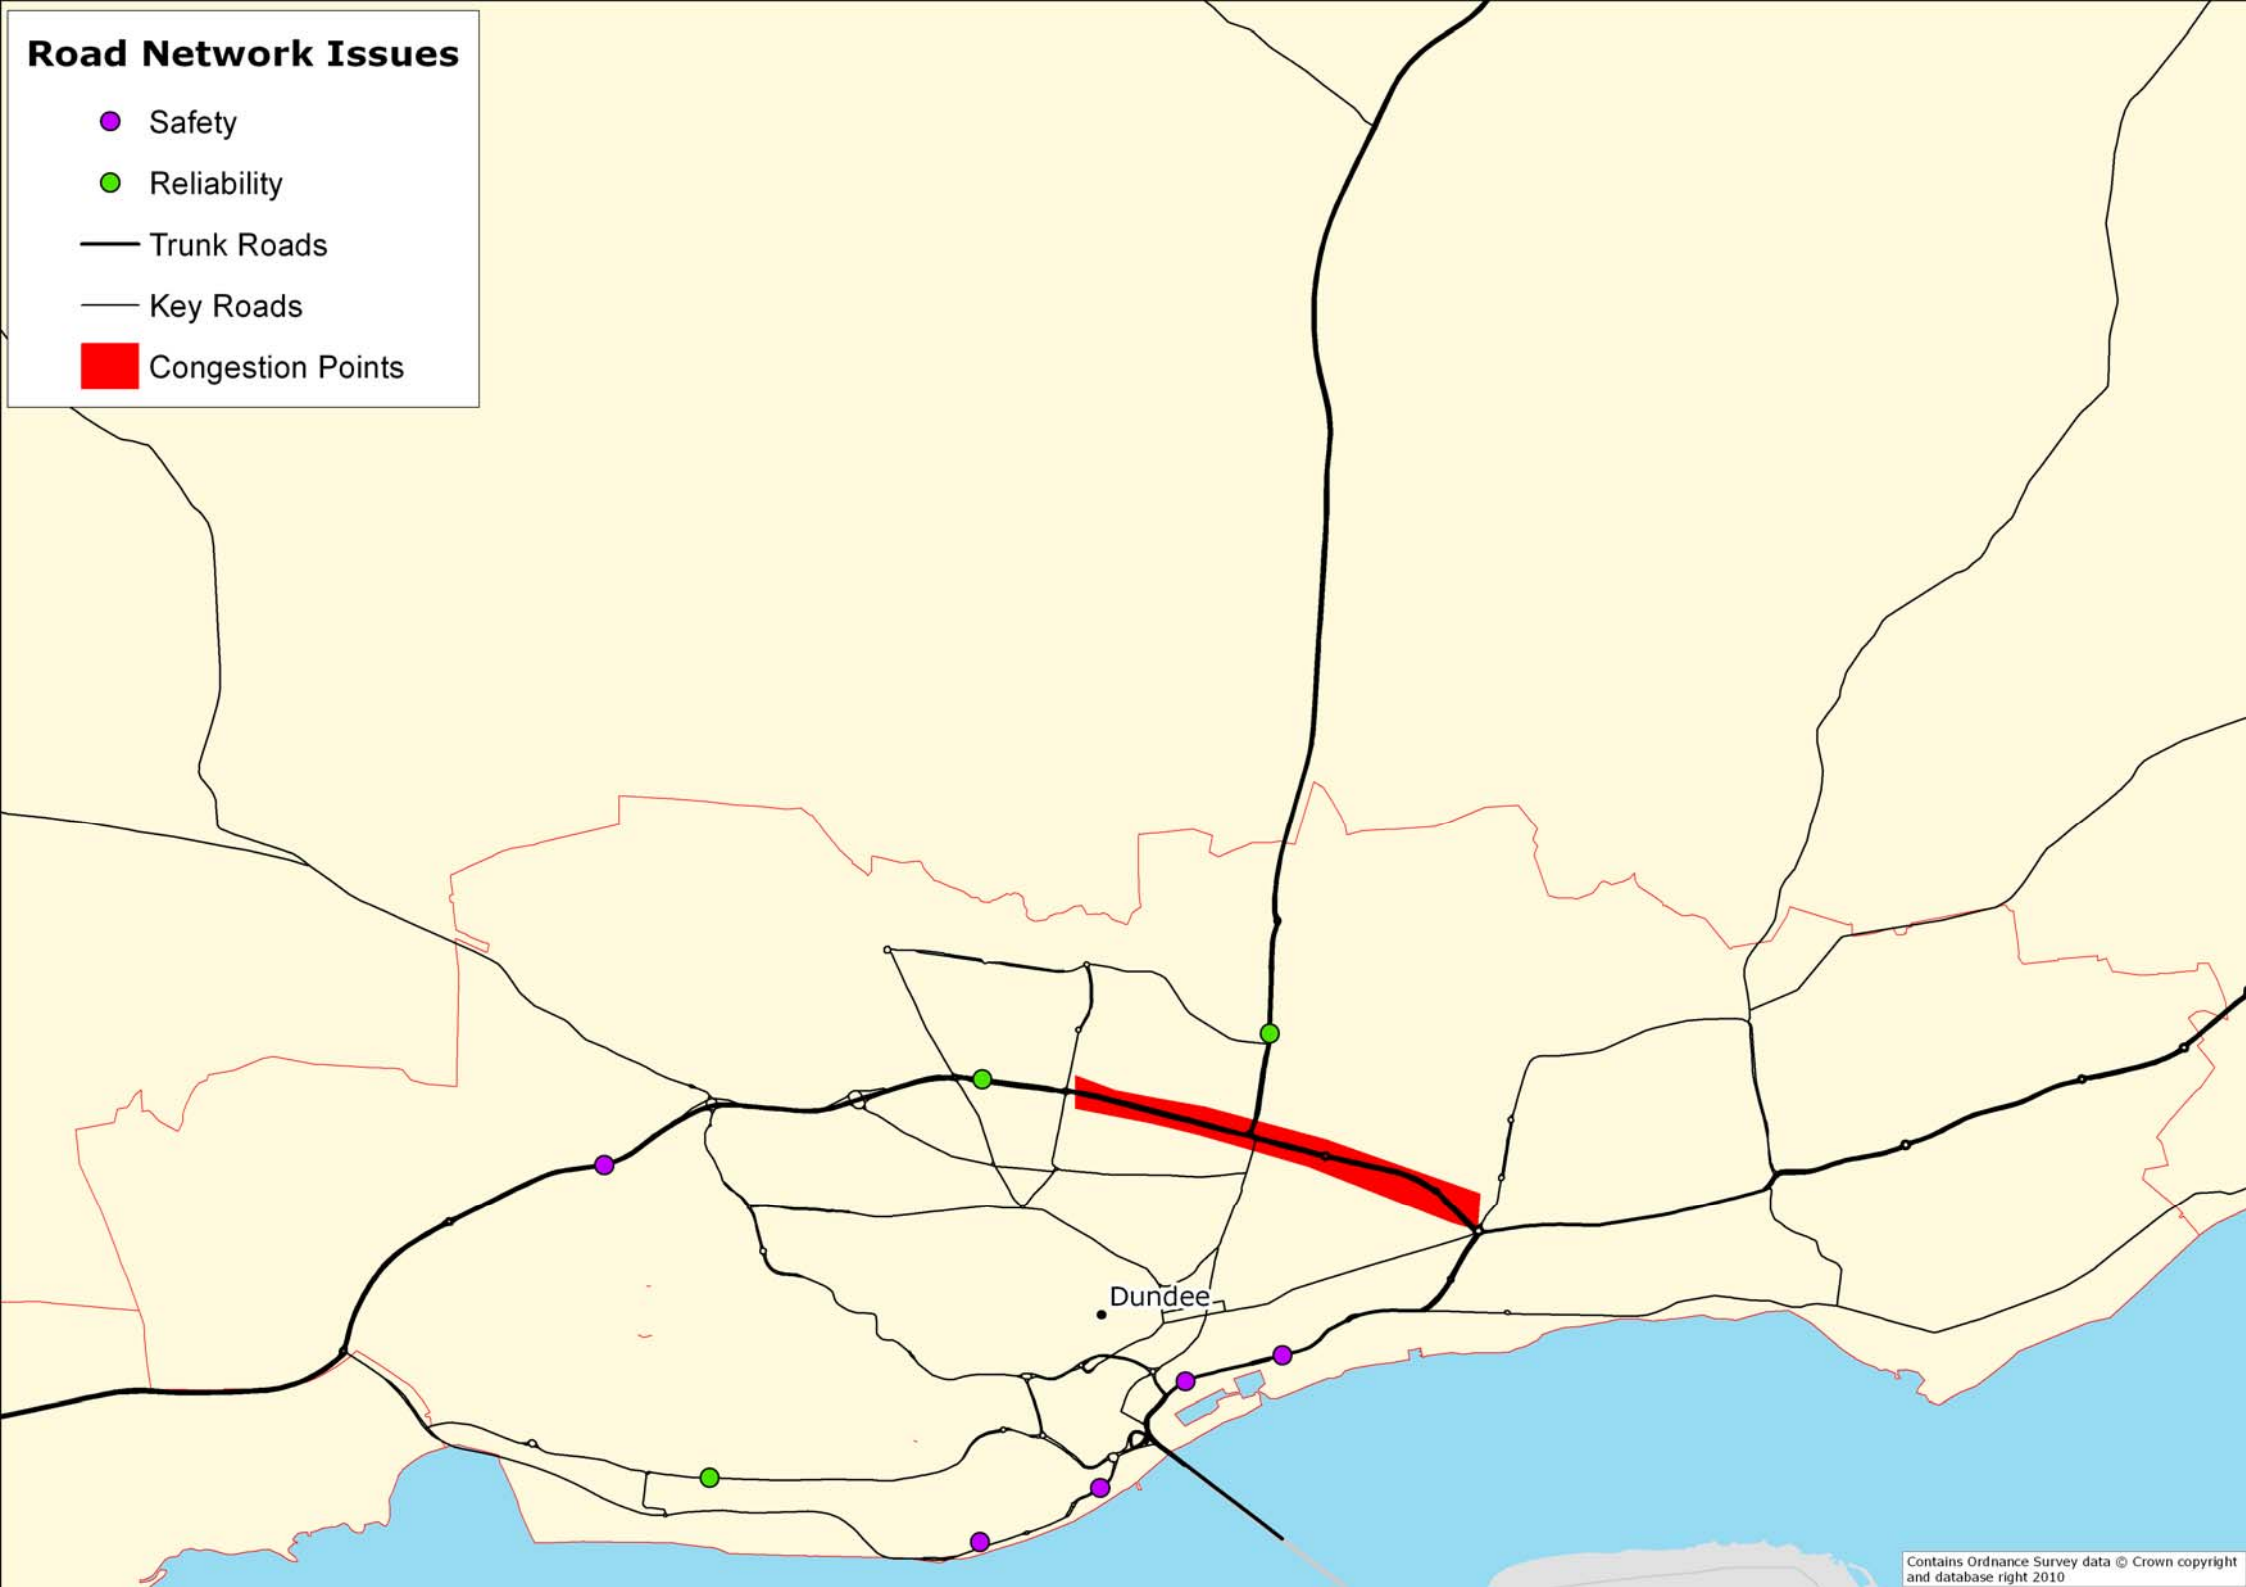 Road Network Issues
Safety
Reliability
Trunk Roads
Key Roads
Congestion Points
Dundee
Contains Ordnance Survey data © Crown copyright
and database right 2010